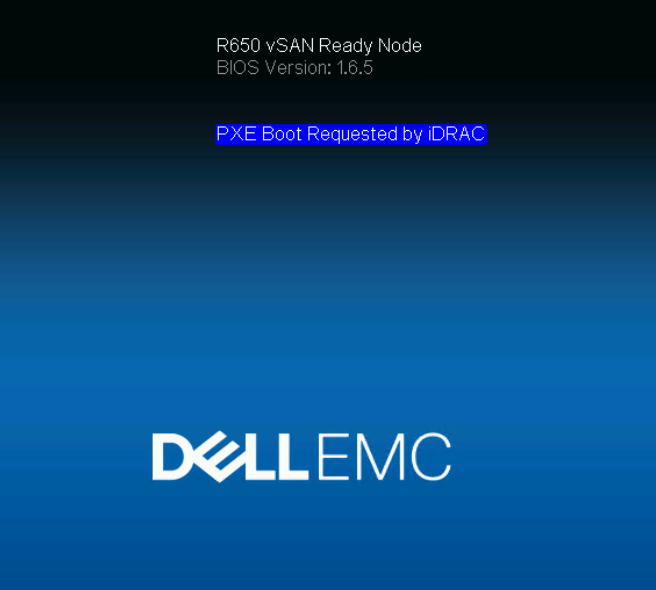 R650 vSAN Ready Node
BIOS Version: 1.6.5
PXE Boot Requested by iDRAC
DELLEMC